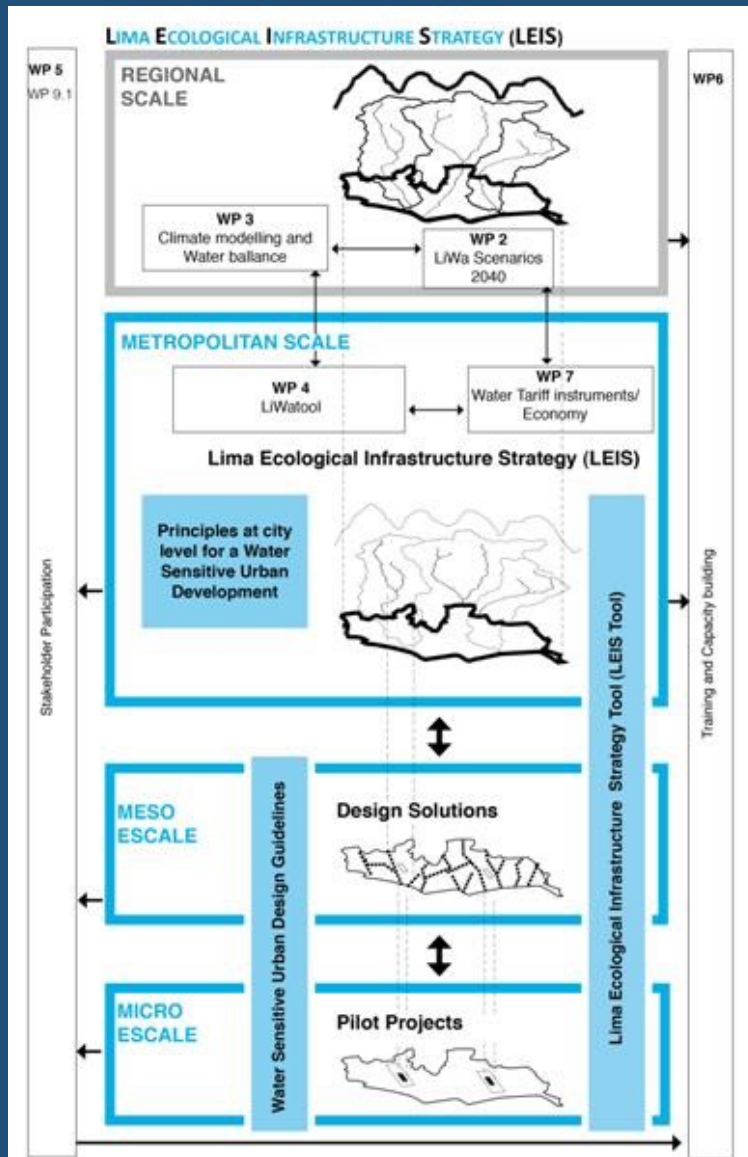 LIMA ECOLOGICAL INFRASTRUCTURE STRATEGY (LEIS)
WP 5
WP 9.1
REGIONAL
SCALE
WP6
WP 3
Climate modelling and
Water ballance
WP 2
LiWa Scenarios
2040
METROPOLITAN SCALE
WP 4
LiWatool
WP 7
Water Tariff instruments/
Economy
Lima Ecological Infrastructure Strategy (LEIS)
Principles at city
level for a Water
Sensitive Urban
Development
Stakeholder Participation
Training and Capacity building
Lima Ecological Infrastructure Strategy Tool (LEIS Tool)
MESO
ESCALE
Design Solutions
Water Sensitive Urban Design Guidelines
MICRO
ESCALE
Pilot Projects